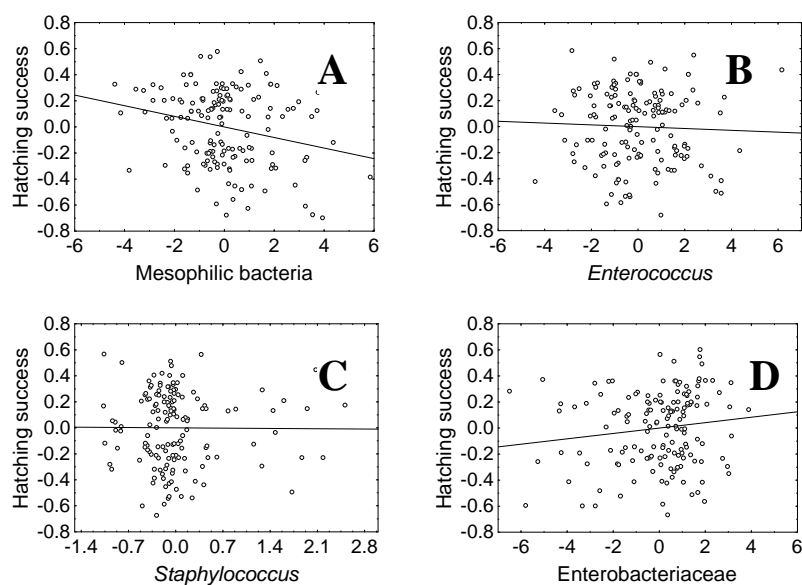 A
Hatching success
0.8
0.6
0.4
0.2
0.0
-0.2
-0.4
-0.6
-0.8
-6 -4 -2 0 2 4 6
Mesophilic bacteria
B
Hatching success
0.8
0.6
0.4
0.2
0.0
-0.2
-0.4
-0.6
-0.8
-6 -4 -2 0 2 4 6
Enterococcus
C
Hatching success
0.8
0.6
0.4
0.2
0.0
-0.2
-0.4
-0.6
-0.8
-1.4 -0.7 0.0 0.7 1.4 2.1 2.8
Staphylococcus
D
Hatching success
0.8
0.6
0.4
0.2
0.0
-0.2
-0.4
-0.6
-0.8
-6 -4 -2 0 2 4 6
Enterobacteriaceae